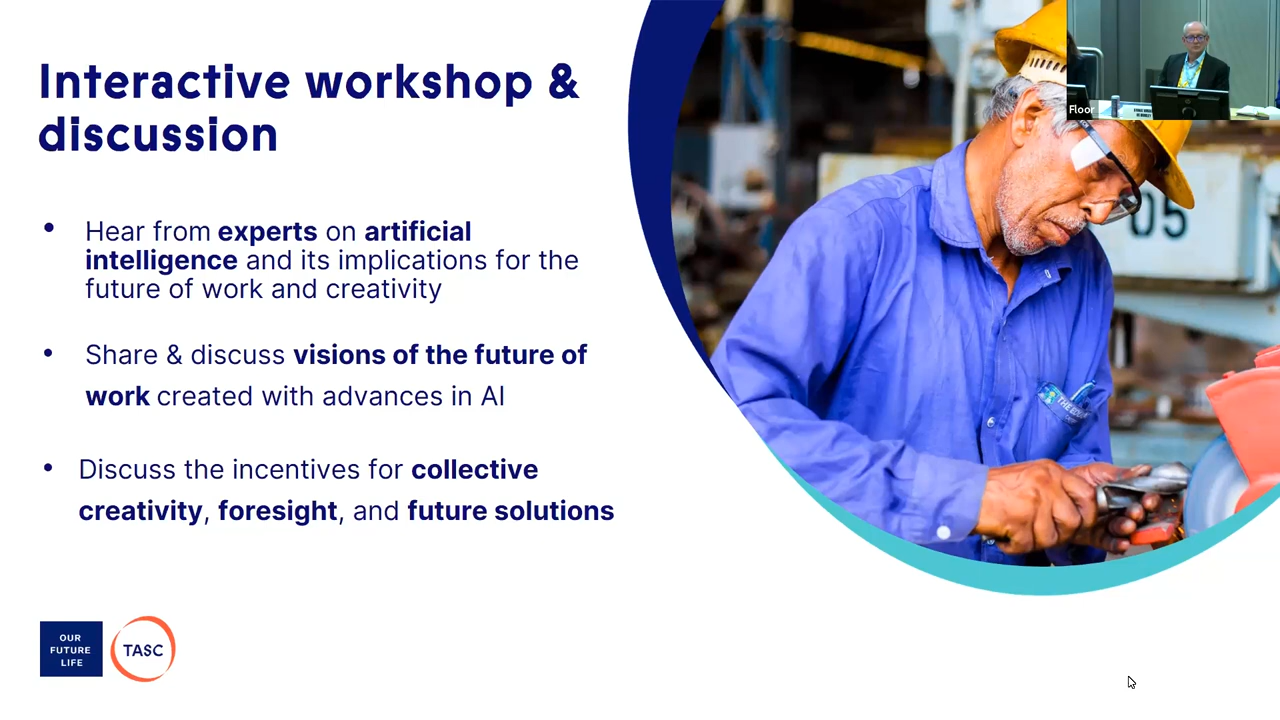 Interactive workshop &
discussion
• Hear from experts on artificial
intelligence and its implications for the
future of work and creativity
• Share & discuss visions of the future of
work created with advances in AI
• Discuss the incentives for collective
creativity, foresight, and future solutions
OUR
FUTURE
LIFE
TASC
05
Floor